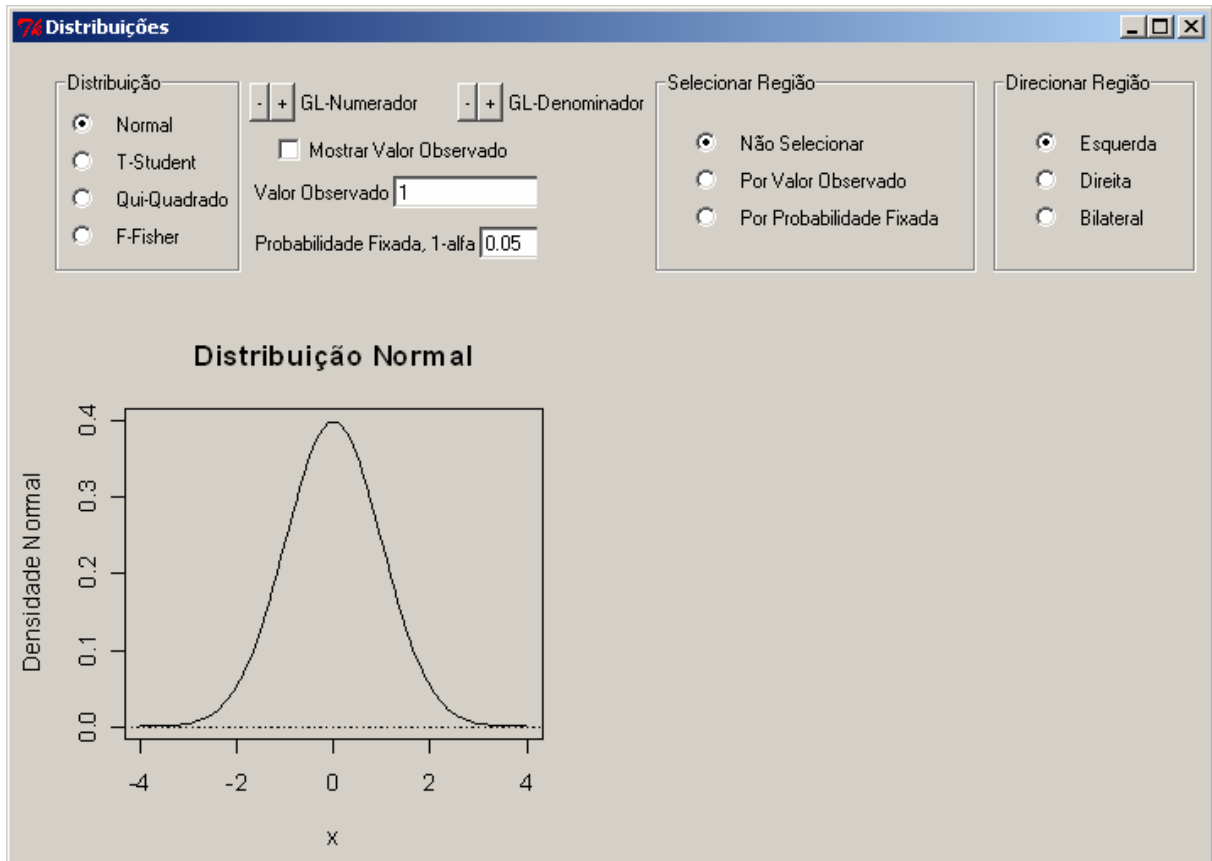 Distribuições
Distribuição
Normal
T-Student
Qui-Quadrado
F-Fisher
- + GL-Numerador
- + GL-Denominador
Mostrar Valor Observado
Valor Observado 1
Probabilidade Fixada, 1-alfa 0.05
Selecionar Região
Não Selecionar
Por Valor Observado
Por Probabilidade Fixada
Direcionar Região
Esquerda
Direita
Bilateral
Distribuição Normal
Densidade Normal
0.4
0.3
0.2
0.1
0.0
-4 -2 0 2 4
x